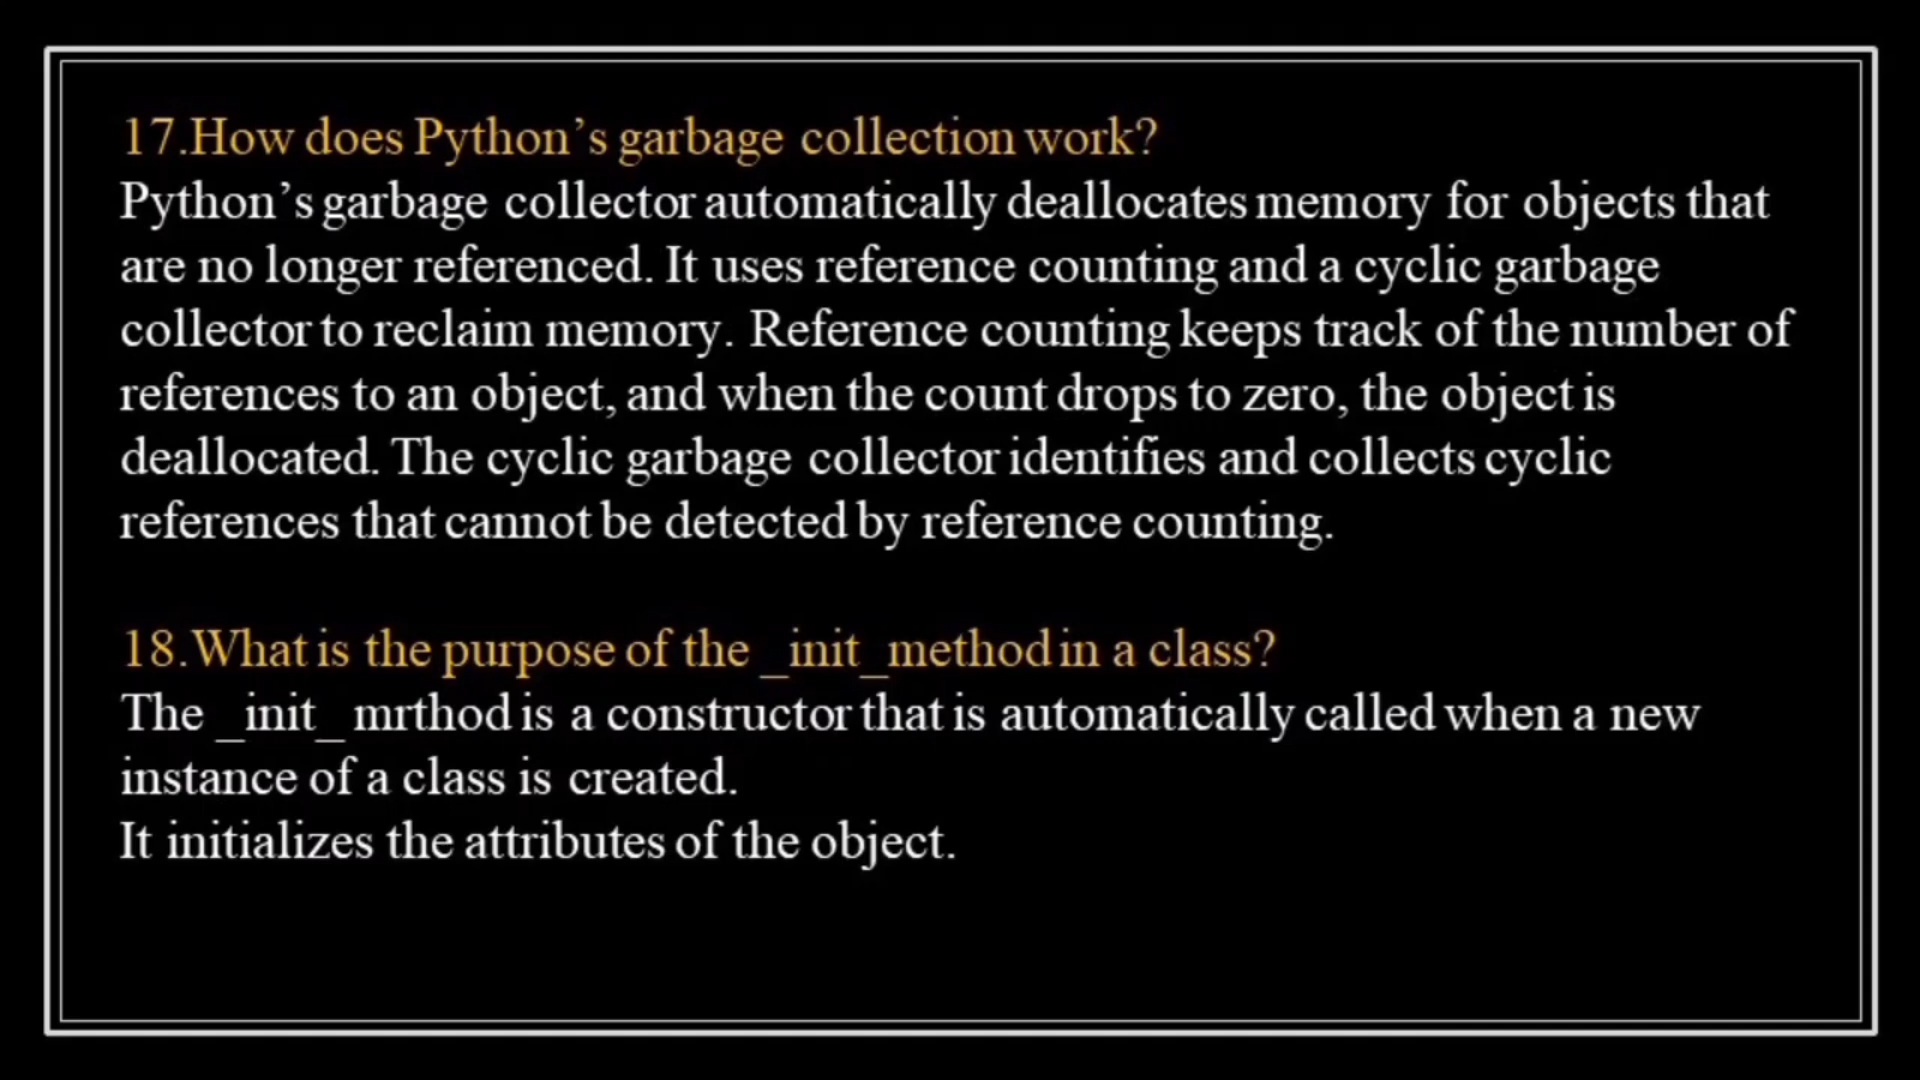 17.How does Python’s garbage collection work?
Python’s garbage collector automatically deallocates memory for objects that
are no longer referenced. It uses reference counting and a cyclic garbage
collector to reclaim memory. Reference counting keeps track of the number of
references to an object, and when the count drops to zero, the object is
deallocated. The cyclic garbage collector identifies and collects cyclic
references that cannot be detected by reference counting.
18.What is the purpose of the _init_method in a class?
The _init_ mrthod is a constructor that is automatically called when a new
instance of a class is created.
It initializes the attributes of the object.